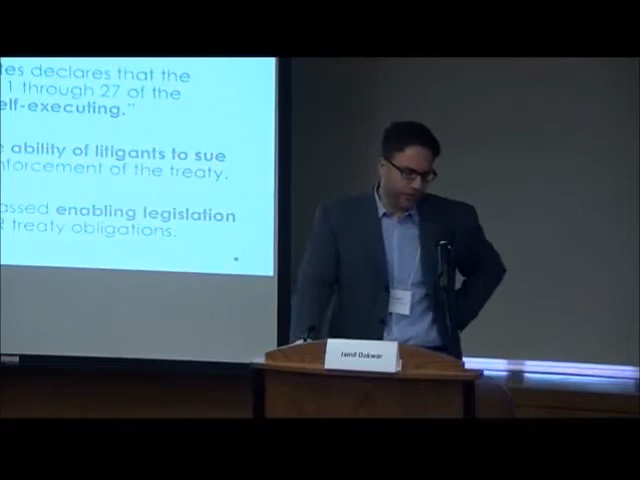 tes declares that the
1 through 27 of the
elf-executing."
e ability of litigants to sue
nforcement of the treaty.
assed enabling legislation
R treaty obligations.
Jamil Dakwar